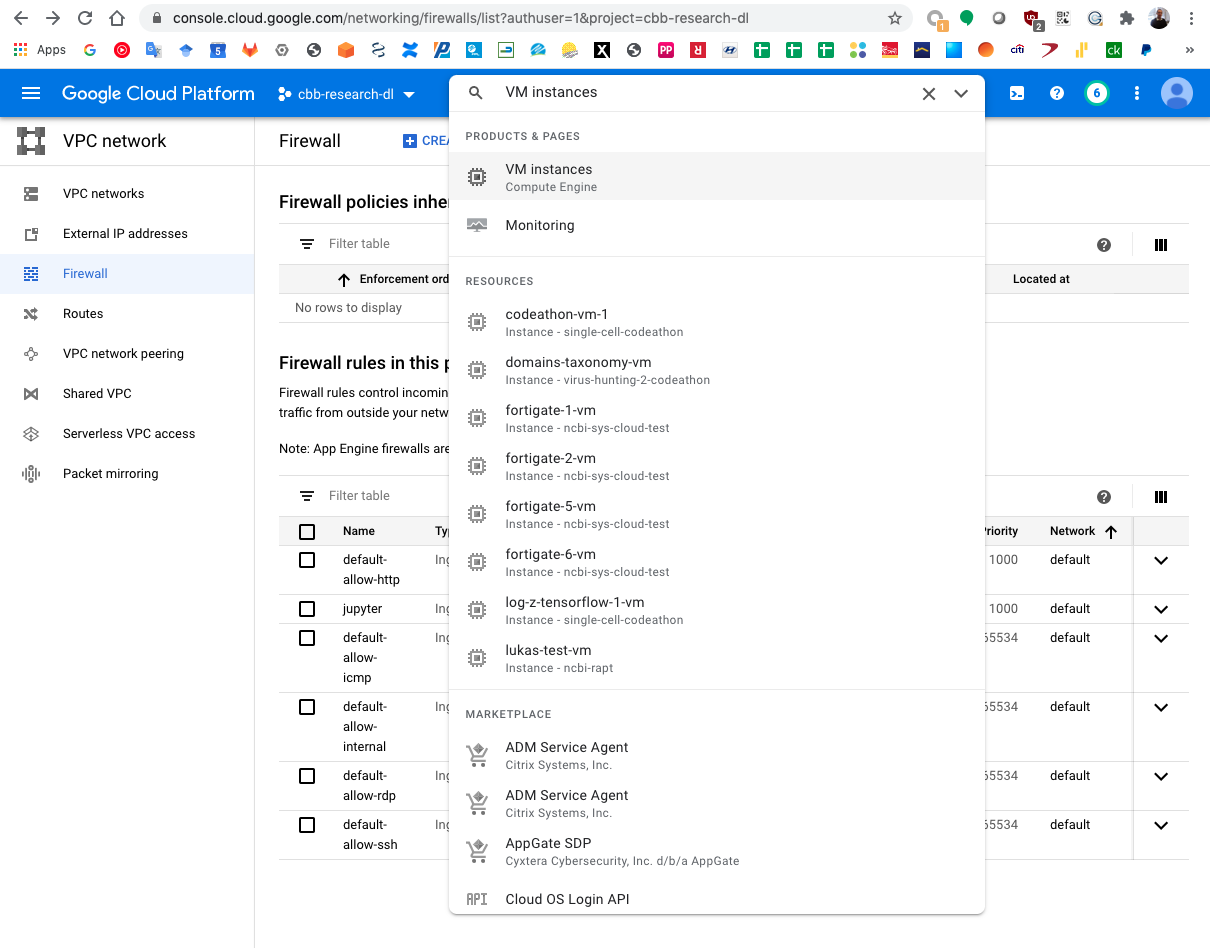 console.cloud.google.com/networking/firewalls/list?authuser=1&project=cbb-research-dl
1
2
Apps
G
5
X
PP
citi
ck
»
Google Cloud Platform
cbb-research-dl
VM instances
6
VPC network
Firewall
CREA
VPC networks
External IP addresses
Firewall
Routes
VPC network peering
Shared VPC
Serverless VPC access
Packet mirroring
Firewall policies inhe
Filter table
Enforcement ord
Located at
No rows to display
Firewall rules in this p
Firewall rules control incomin
traffic from outside your netw
Note: App Engine firewalls are
Filter table
Name
Ty
Priority
Network
default-
allow-http
Ing
1000
default
jupyter
Ing
1000
default
default-
allow-
icmp
Ing
65534
default
default-
allow-
internal
Ing
65534
default
default-
allow-rdp
Ing
65534
default
default-
allow-ssh
Ing
65534
default
PRODUCTS & PAGES
VM instances
Compute Engine
Monitoring
RESOURCES
codeathon-vm-1
Instance - single-cell-codeathon
domains-taxonomy-vm
Instance - virus-hunting-2-codeathon
fortigate-1-vm
Instance - ncbi-sys-cloud-test
fortigate-2-vm
Instance - ncbi-sys-cloud-test
fortigate-5-vm
Instance - ncbi-sys-cloud-test
fortigate-6-vm
Instance - ncbi-sys-cloud-test
log-z-tensorflow-1-vm
Instance - single-cell-codeathon
lukas-test-vm
Instance - ncbi-rapt
MARKETPLACE
ADM Service Agent
Citrix Systems, Inc.
ADM Service Agent
Citrix Systems, Inc.
AppGate SDP
Cyxtera Cybersecurity, Inc. d/b/a AppGate
API
Cloud OS Login API